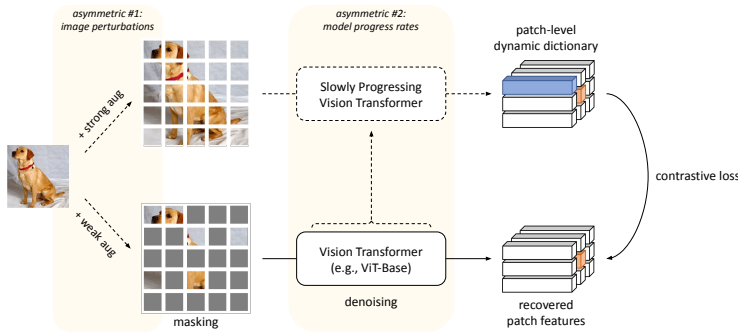 asymmetric #1:
image perturbations
asymmetric #2:
model progress rates
patch-level
dynamic dictionary
+ strong aug
Slowly Progressing
Vision Transformer
contrastive loss
+ weak aug
Vision Transformer
(e.g., ViT-Base)
masking
denoising
recovered
patch features